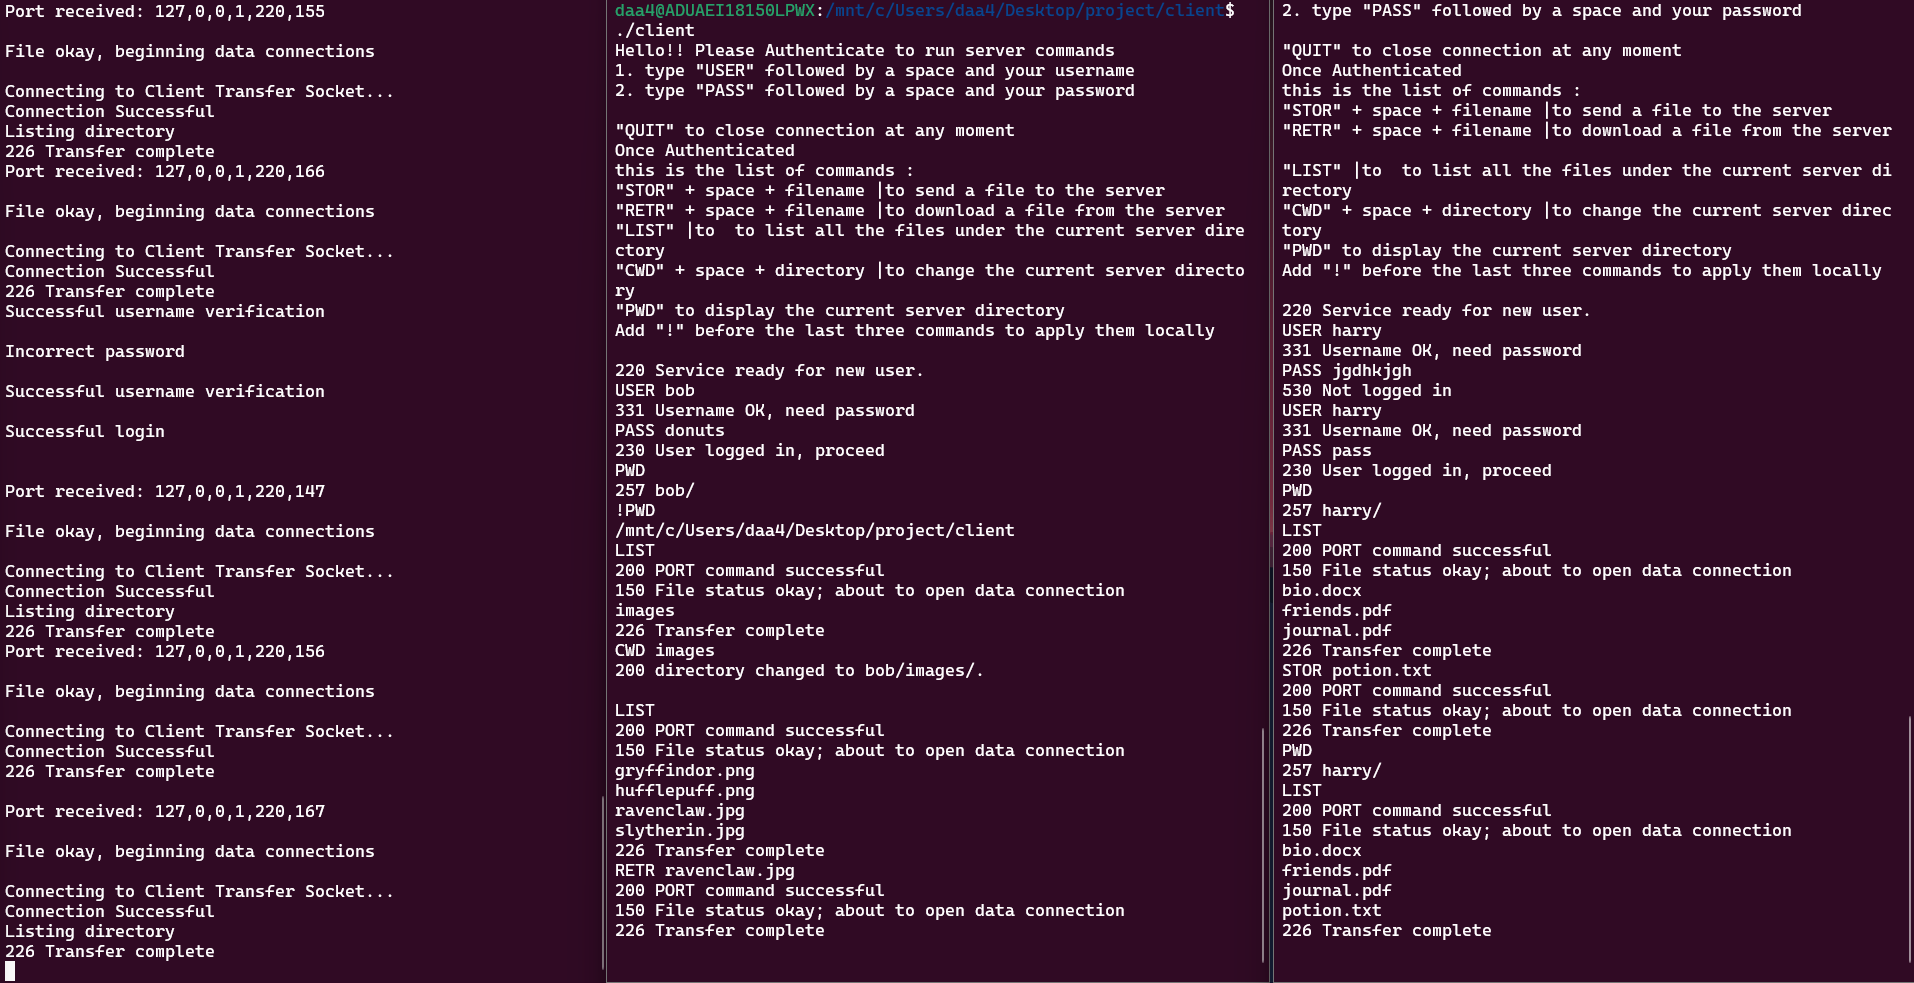 Port received: 127,0,0,1,220,155
File okay, beginning data connections
Connecting to Client Transfer Socket...
Connection Successful
Listing directory
226 Transfer complete
Port received: 127,0,0,1,220,166
File okay, beginning data connections
Connecting to Client Transfer Socket...
Connection Successful
226 Transfer complete
Successful username verification
Incorrect password
Successful username verification
Successful login
Port received: 127,0,0,1,220,147
File okay, beginning data connections
Connecting to Client Transfer Socket...
Connection Successful
Listing directory
226 Transfer complete
Port received: 127,0,0,1,220,156
File okay, beginning data connections
Connecting to Client Transfer Socket...
Connection Successful
226 Transfer complete
Port received: 127,0,0,1,220,167
File okay, beginning data connections
Connecting to Client Transfer Socket...
Connection Successful
Listing directory
226 Transfer complete
daa4@ADUAEI18150LPWX:/mnt/c/Users/daa4/Desktop/project/client$
./client
Hello!! Please Authenticate to run server commands
1. type "USER" followed by a space and your username
2. type "PASS" followed by a space and your password
"QUIT" to close connection at any moment
Once Authenticated
this is the list of commands :
"STOR" + space + filename |to send a file to the server
"RETR" + space + filename |to download a file from the server
"LIST" |to  to list all the files under the current server dire
ctory
"CWD" + space + directory |to change the current server directo
ry
"PWD" to display the current server directory
Add "!" before the last three commands to apply them locally
220 Service ready for new user.
USER bob
331 Username OK, need password
PASS donuts
230 User logged in, proceed
PWD
257 bob/
!PWD
/mnt/c/Users/daa4/Desktop/project/client
LIST
200 PORT command successful
150 File status okay; about to open data connection
images
226 Transfer complete
CWD images
200 directory changed to bob/images/.
LIST
200 PORT command successful
150 File status okay; about to open data connection
gryffindor.png
hufflepuff.png
ravenclaw.jpg
slytherin.jpg
226 Transfer complete
RETR ravenclaw.jpg
200 PORT command successful
150 File status okay; about to open data connection
226 Transfer complete
2. type "PASS" followed by a space and your password
"QUIT" to close connection at any moment
Once Authenticated
this is the list of commands :
"STOR" + space + filename |to send a file to the server
"RETR" + space + filename |to download a file from the server
"LIST" |to  to list all the files under the current server di
rectory
"CWD" + space + directory |to change the current server direc
tory
"PWD" to display the current server directory
Add "!" before the last three commands to apply them locally
220 Service ready for new user.
USER harry
331 Username OK, need password
PASS jgdhkjgh
530 Not logged in
USER harry
331 Username OK, need password
PASS pass
230 User logged in, proceed
PWD
257 harry/
LIST
200 PORT command successful
150 File status okay; about to open data connection
bio.docx
friends.pdf
journal.pdf
226 Transfer complete
STOR potion.txt
200 PORT command successful
150 File status okay; about to open data connection
226 Transfer complete
PWD
257 harry/
LIST
200 PORT command successful
150 File status okay; about to open data connection
bio.docx
friends.pdf
journal.pdf
potion.txt
226 Transfer complete